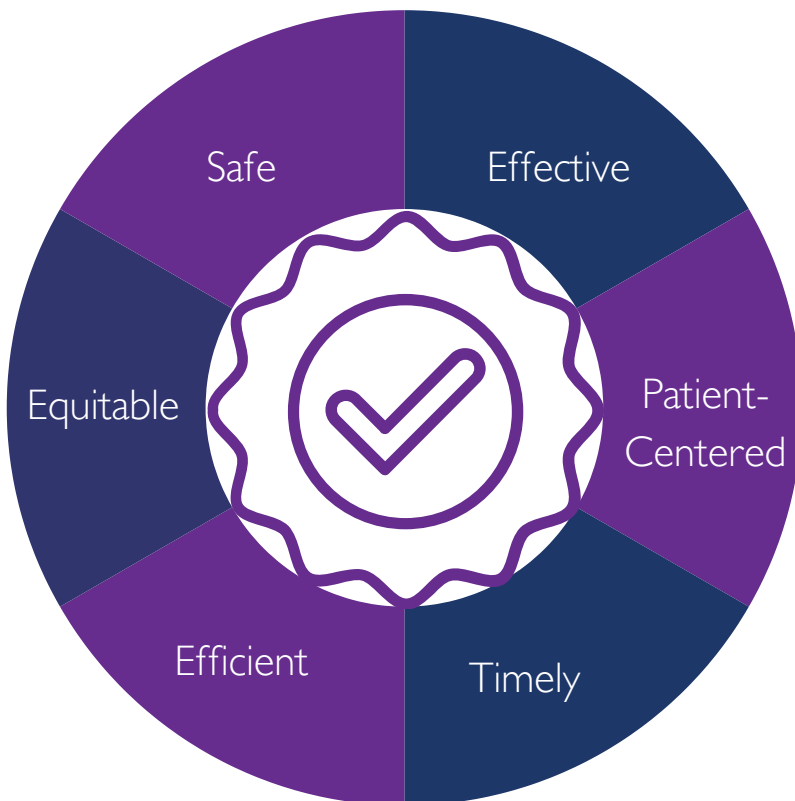 Safe
Effective
Equitable
Patient-
Centered
Efficient
Timely